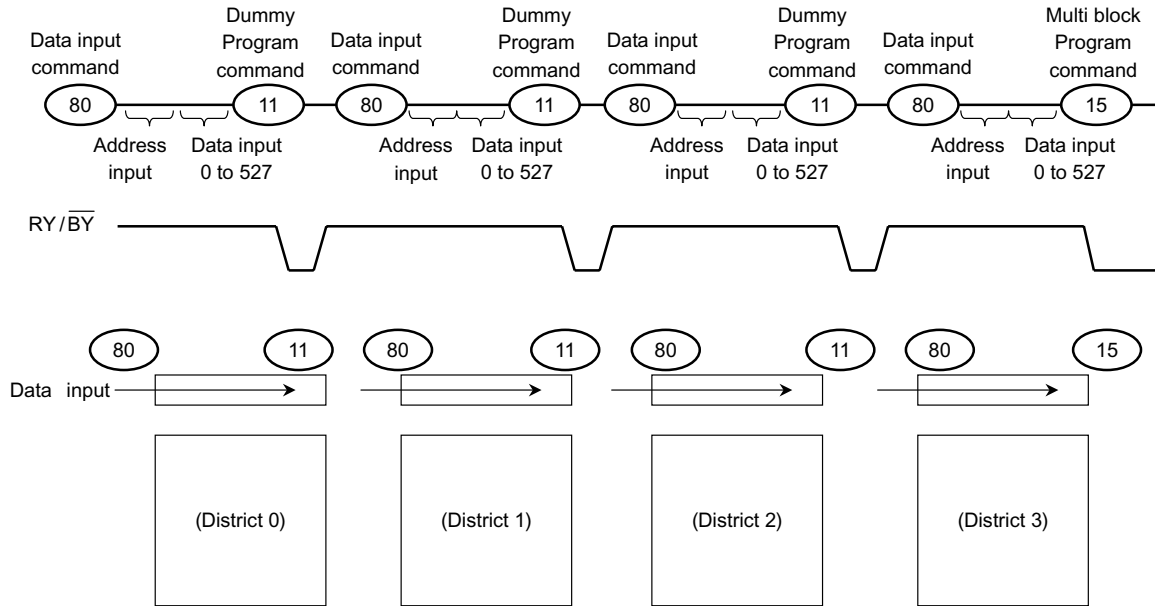 Data input
command
Dummy
Program
command
Data input
command
Dummy
Program
command
Data input
command
Dummy
Program
command
Data input
command
Multi block
Program
command
80 11 80 11 80 11 80 15
Address
input
Data input
0 to 527
Address
input
Data input
0 to 527
Address
input
Data input
0 to 527
Address
input
Data input
0 to 527
RY/B̅Y̅
80 11 80 11 80 11 80 15
Data input
(District 0) (District 1) (District 2) (District 3)